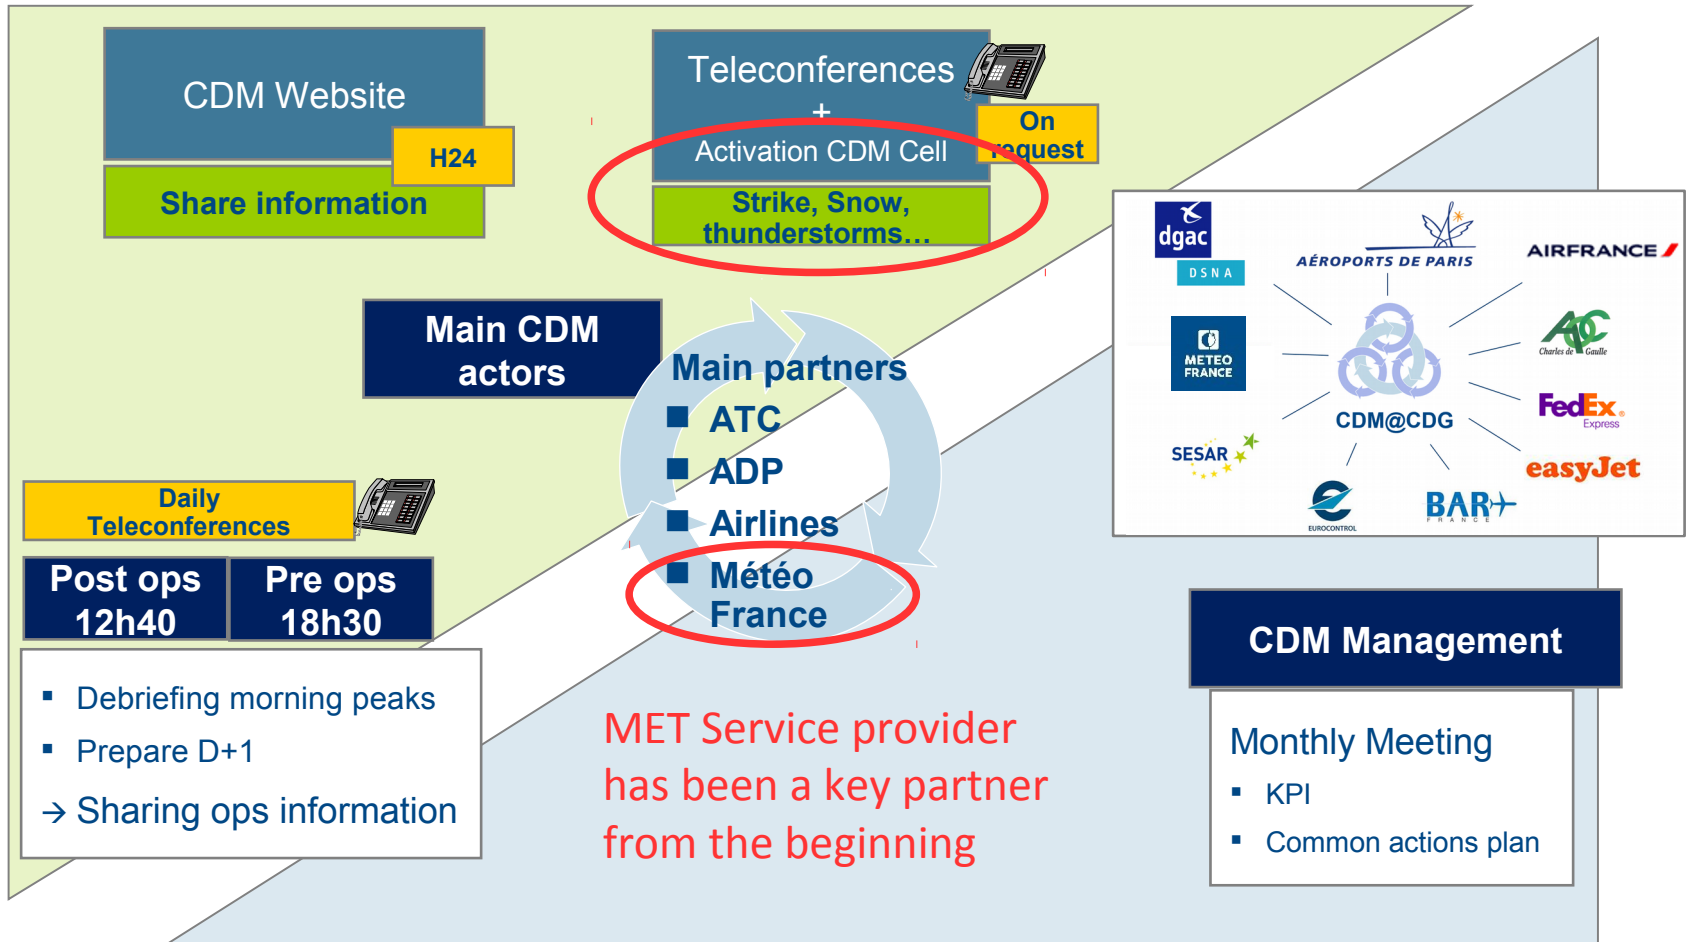 CDM Website
H24
Share information
Teleconferences
+
Activation CDM Cell
On
request
Strike, Snow,
thunderstorms...
Main CDM
actors
Main partners
ATC
ADP
Airlines
Météo
France
Daily
Teleconferences
Post ops
12h40
Pre ops
18h30
Debriefing morning peaks
Prepare D+1
→ Sharing ops information
MET Service provider
has been a key partner
from the beginning
dgac
DSNA
AÉROPORTS DE PARIS
AIRFRANCE
METEO
FRANCE
AOC
Charles de Gaulle
CDM@CDG
FedEx®
Express
SESAR
easyJet
EUROCONTROL
BAR
FRANCE
CDM Management
Monthly Meeting
KPI
Common actions plan